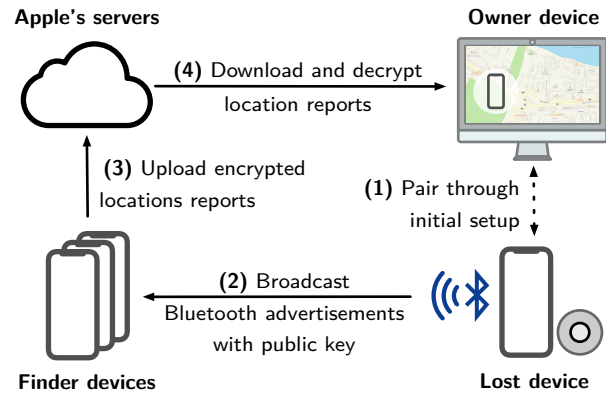 Apple's servers
Owner device
(4) Download and decrypt
location reports
(3) Upload encrypted
locations reports
(1) Pair through
initial setup
(2) Broadcast
Bluetooth advertisements
with public key
Finder devices
Lost device